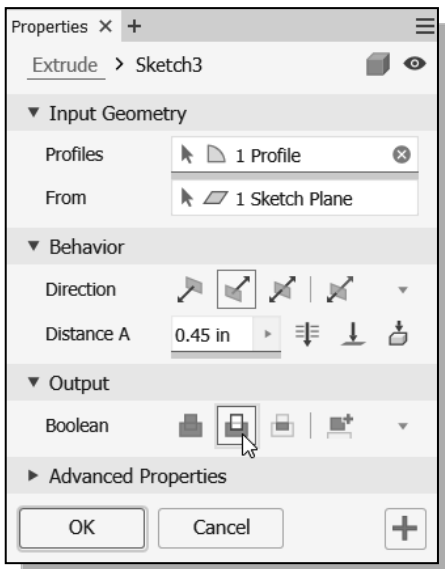 Properties × +
Extrude > Sketch3
Input Geometry
Profiles 1 Profile
From 1 Sketch Plane
Behavior
Direction
Distance A 0.45 in
Output
Boolean
Advanced Properties
OK Cancel